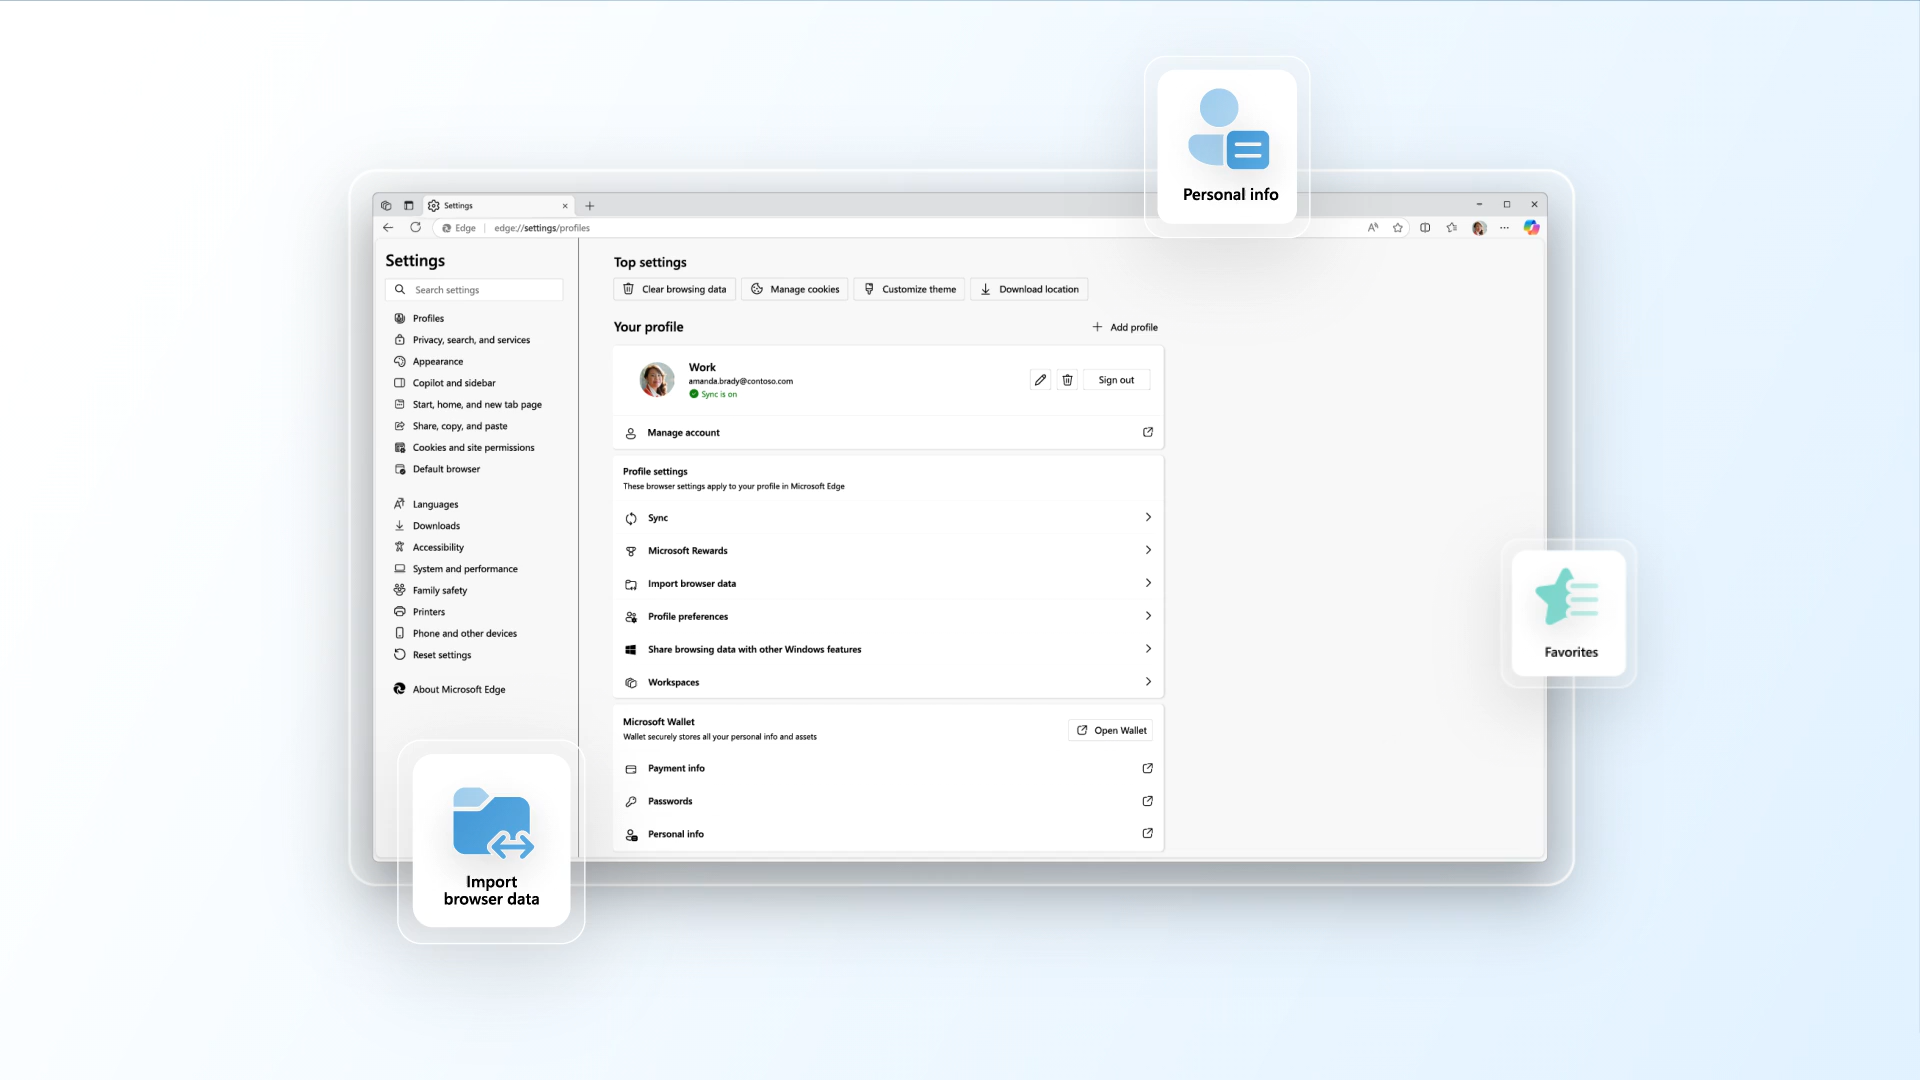 Personal info
Settings
Edge
edge://settings/profiles
Settings
Search settings
Profiles
Privacy, search, and services
Appearance
Copilot and sidebar
Start, home, and new tab page
Share, copy, and paste
Cookies and site permissions
Default browser
Languages
Downloads
Accessibility
System and performance
Family safety
Printers
Phone and other devices
Reset settings
About Microsoft Edge
Top settings
Clear browsing data
Manage cookies
Customize theme
Download location
Your profile
Add profile
Work
amanda.brady@contoso.com
Sync is on
Sign out
Manage account
Profile settings
These browser settings apply to your profile in Microsoft Edge
Sync
Microsoft Rewards
Import browser data
Profile preferences
Share browsing data with other Windows features
Workspaces
Microsoft Wallet
Wallet securely stores all your personal info and assets
Open Wallet
Payment info
Passwords
Personal info
Favorites
Import
browser data